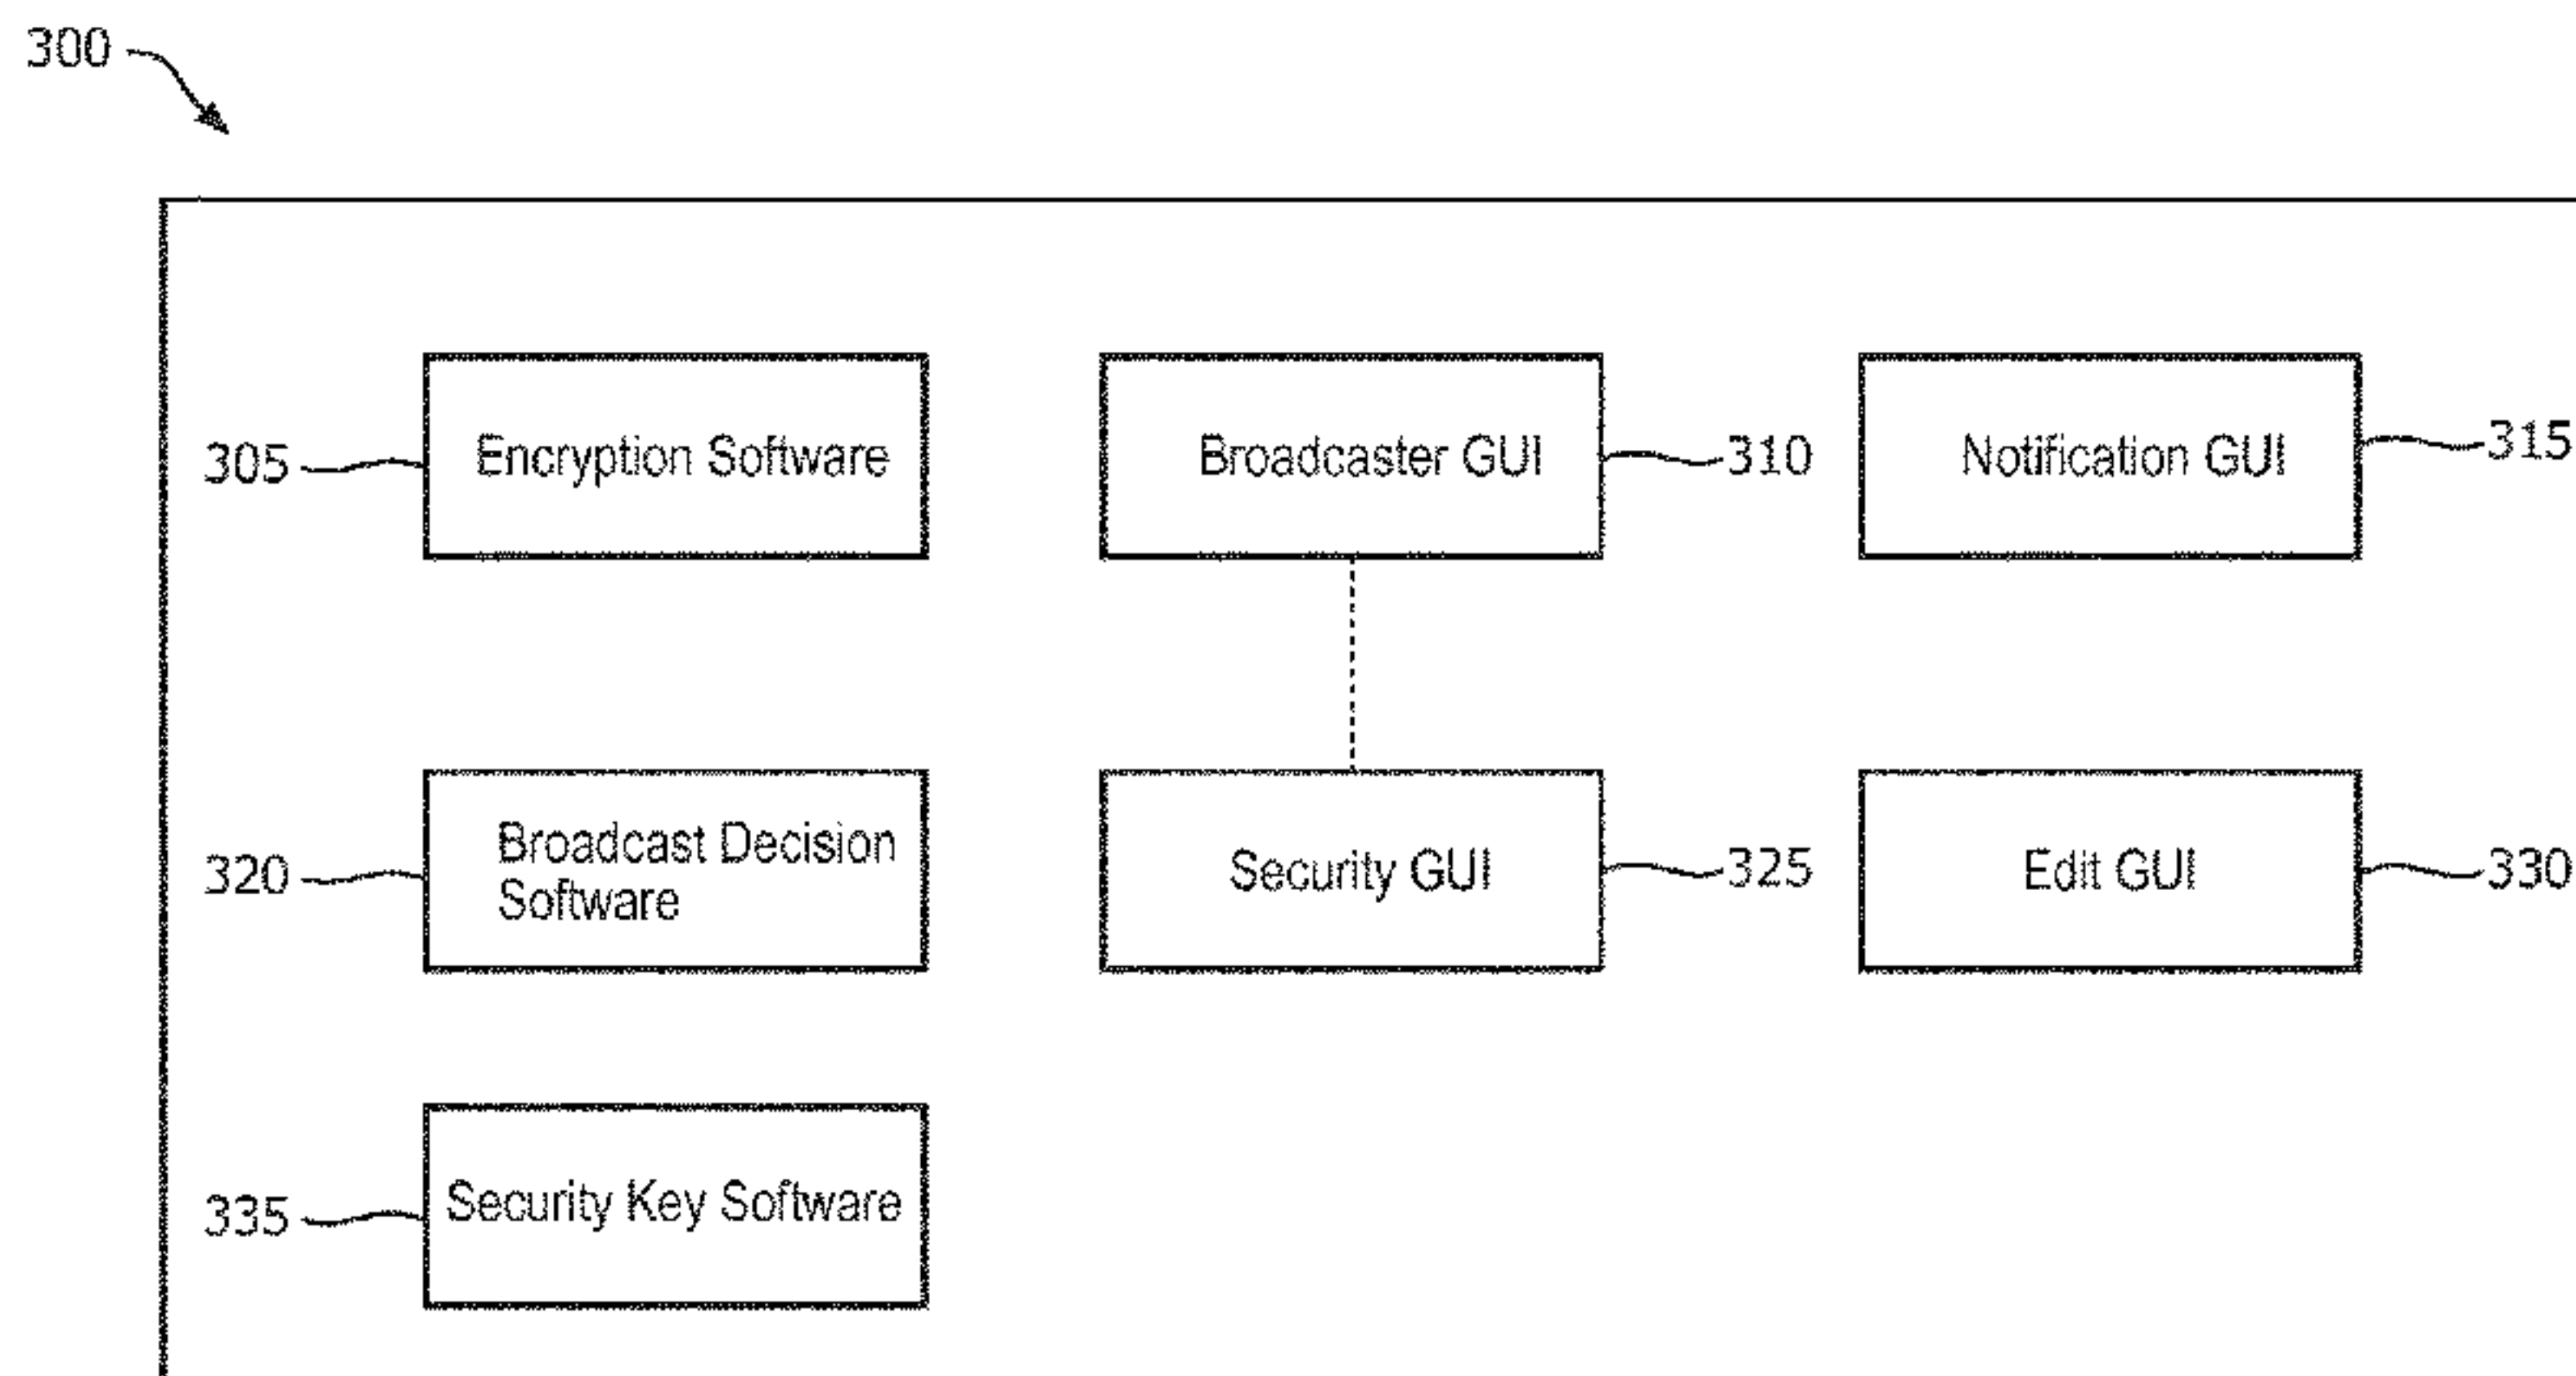 300
305
Encryption Software
Broadcaster GUI
310
Notification GUI
315
320
Broadcast Decision
Software
Security GUI
325
Edit GUI
330
335
Security Key Software